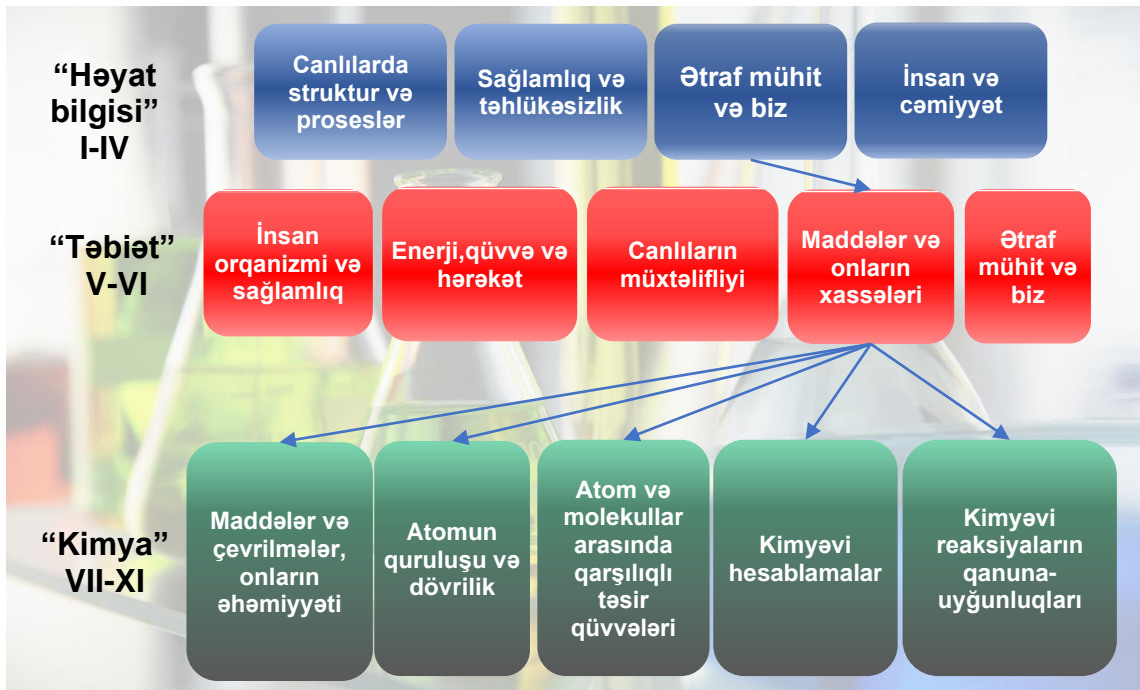 “Həyat
bilgisi”
I-IV
Canlılarda
struktur və
proseslər
Sağlamlıq və
təhlükəsizlik
Ətraf mühit
və biz
İnsan və
cəmiyyət
“Təbiət”
V-VI
İnsan
orqanizmi və
sağlamlıq
Enerji,qüvvə və
hərəkət
Canlıların
müxtəlifliyi
Maddələr və
onların
xassələri
Ətraf
mühit və
biz
“Kimya”
VII-XI
Maddələr və
çevrilmələr,
onların
əhəmiyyəti
Atomun
quruluşu və
dövrilik
Atom və
molekullar
arasında
qarşılıqlı
təsir
qüvvələri
Kimyəvi
hesablamalar
Kimyəvi
reaksiyaların
qanuna-
uyğunluqları